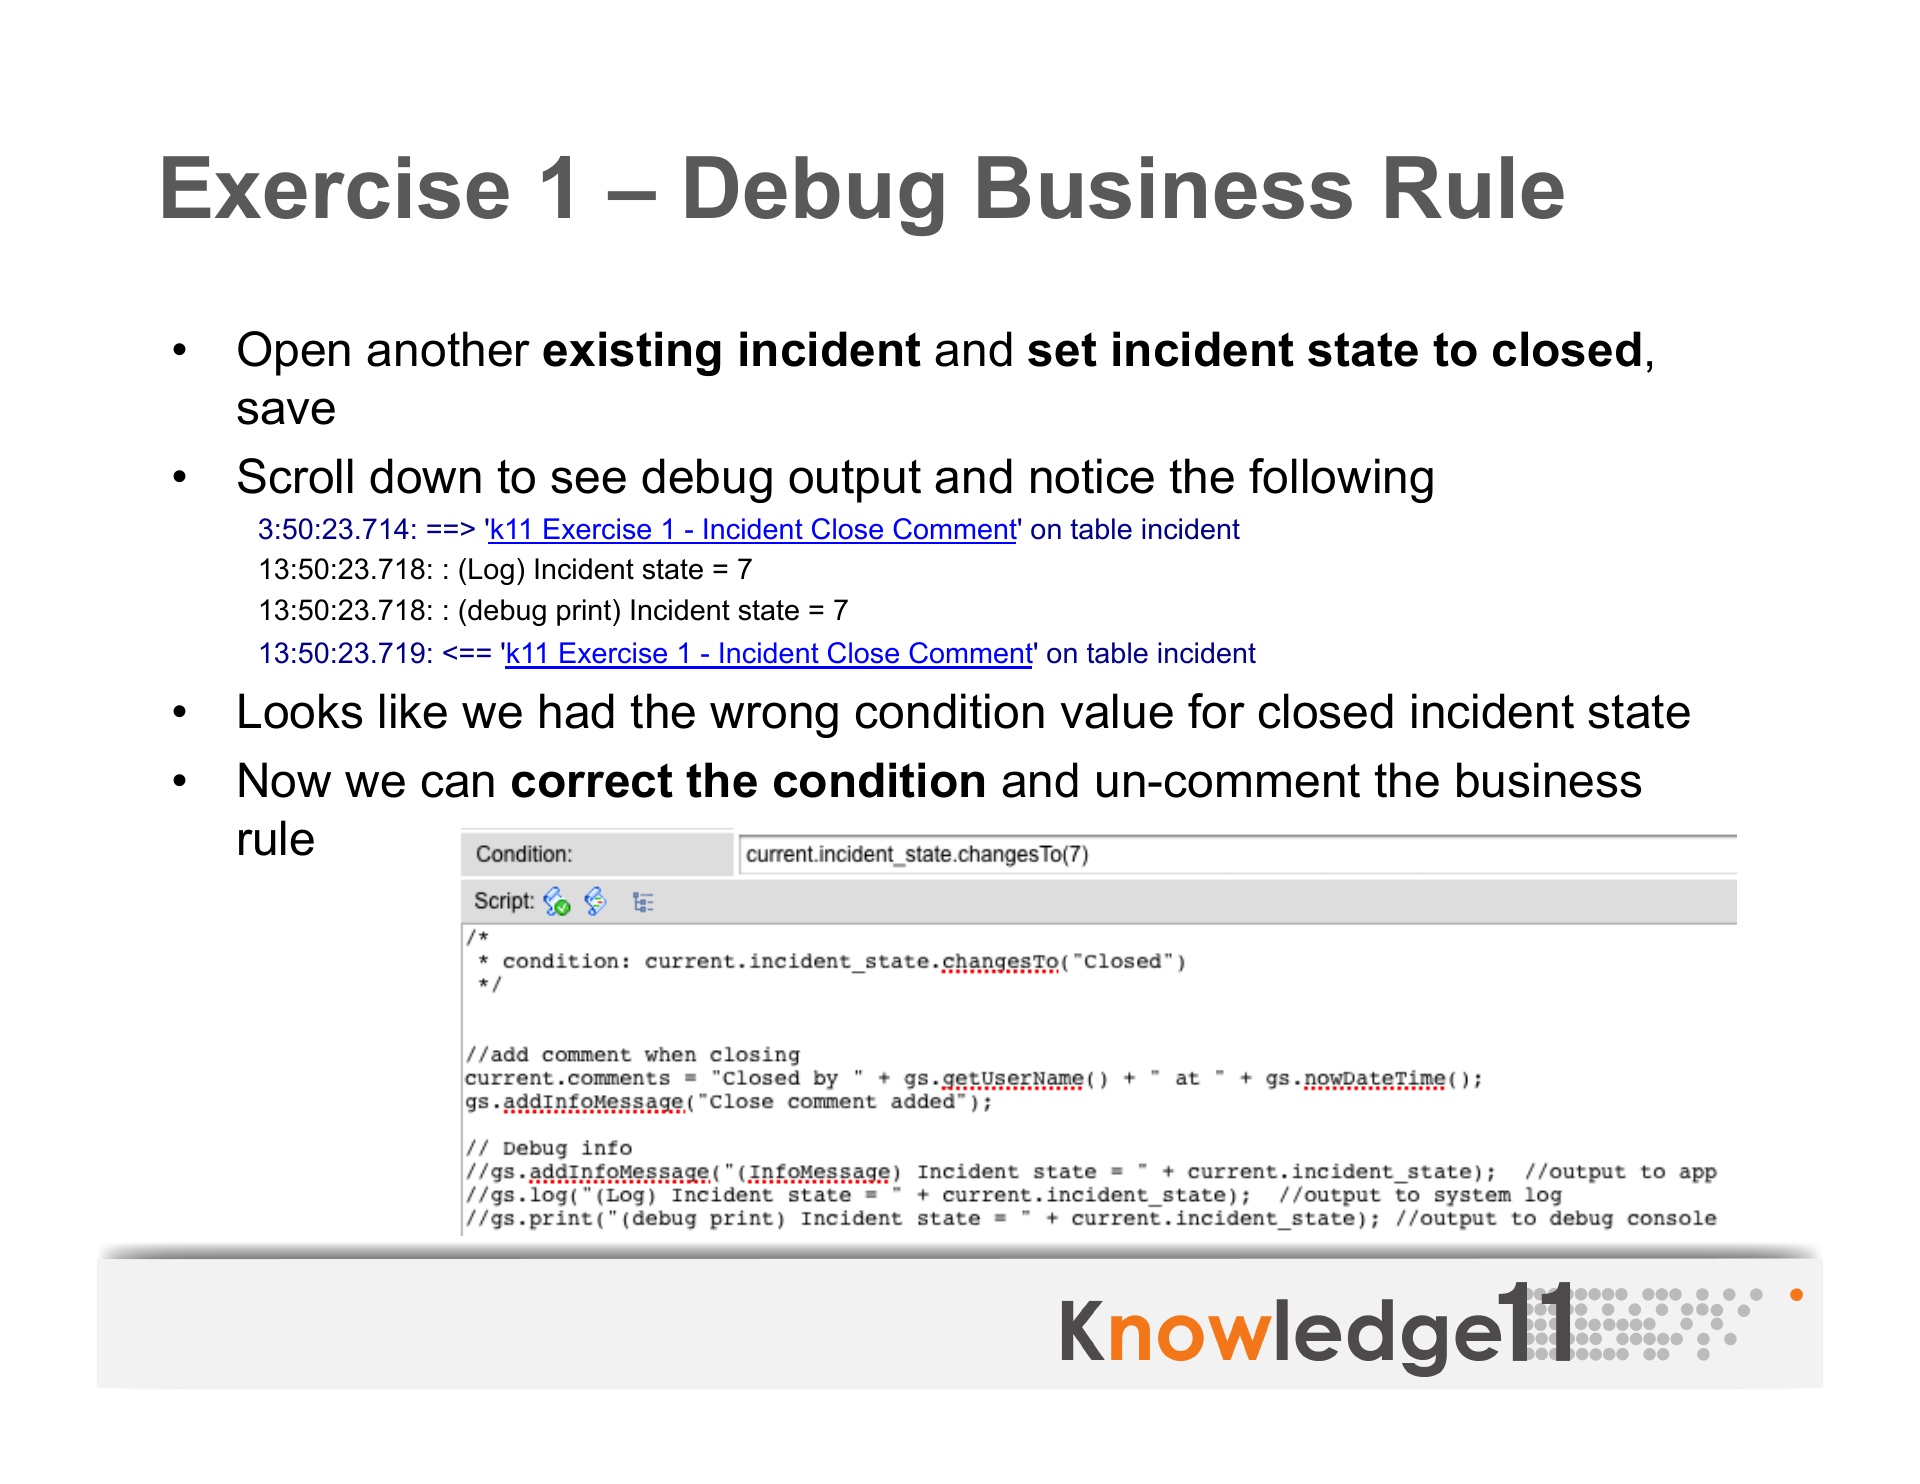 Exercise 1 – Debug Business Rule
• Open another existing incident and set incident state to closed,
save
• Scroll down to see debug output and notice the following
3:50:23.714: ==> 'k11 Exercise 1 - Incident Close Comment' on table incident
13:50:23.718: : (Log) Incident state = 7
13:50:23.718: : (debug print) Incident state = 7
13:50:23.719: <== 'k11 Exercise 1 - Incident Close Comment' on table incident
• Looks like we had the wrong condition value for closed incident state
• Now we can correct the condition and un-comment the business
rule
Condition: current.incident_state.changesTo(7)
Script:
/*
* condition: current.incident_state.changesTo("Closed")
*/
//add comment when closing
current.comments = "Closed by " + gs.getUserName() + " at " + gs.nowDateTime();
gs.addInfoMessage("Close comment added");
// Debug info
//gs.addInfoMessage("(InfoMessage) Incident state = " + current.incident_state); //output to app
//gs.log("(Log) Incident state = " + current.incident_state); //output to system log
//gs.print("(debug print) Incident state = " + current.incident_state); //output to debug console
Knowledge11